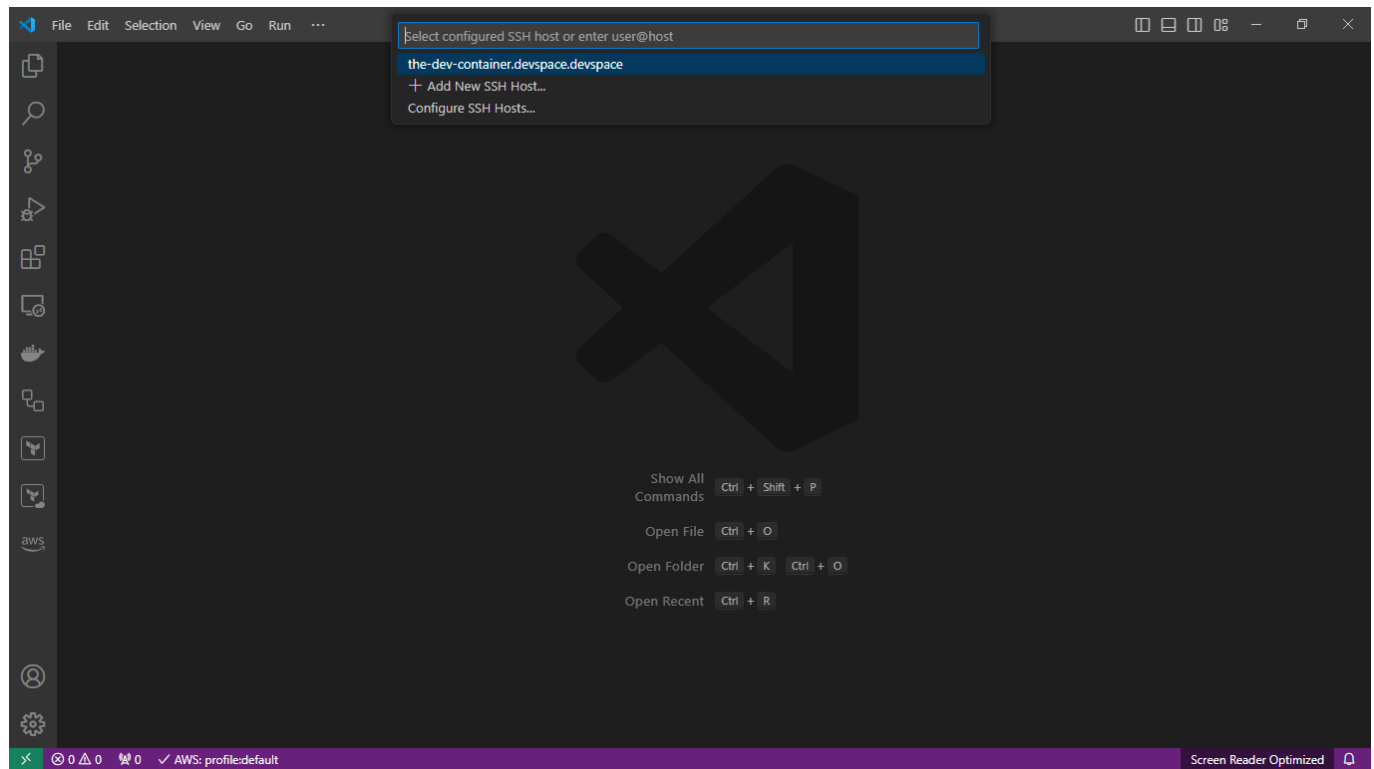 File Edit Selection View Go Run ···
Select configured SSH host or enter user@host
the-dev-container.devspace.devspace
+ Add New SSH Host...
Configure SSH Hosts...
Show All Commands Ctrl + Shift + P
Open File Ctrl + O
Open Folder Ctrl + K Ctrl + O
Open Recent Ctrl + R
aws
0 0 0 AWS: profile:default Screen Reader Optimized